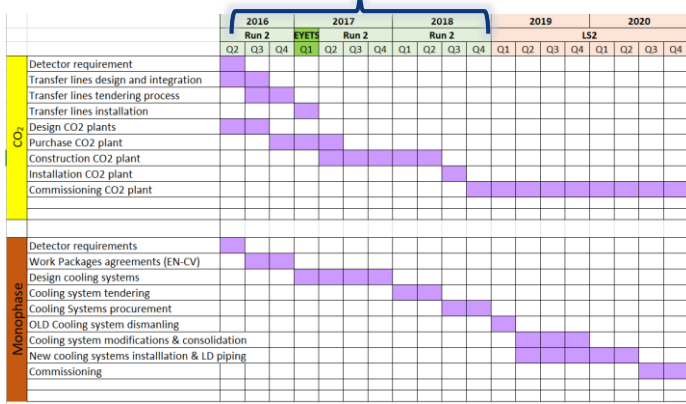 2016 2017 2018 2019 2020
Run 2 EYETS Run 2 Run 2 LS2
Q2 Q3 Q4 Q1 Q2 Q3 Q4 Q1 Q2 Q3 Q4 Q1 Q2 Q3 Q4 Q1 Q2 Q3 Q4
CO₂
Detector requirement
Transfer lines design and integration
Transfer lines tendering process
Transfer lines installation
Design CO2 plants
Purchase CO2 plant
Construction CO2 plant
Installation CO2 plant
Commissioning CO2 plant
Monophase
Detector requirements
Work Packages agreements (EN-CV)
Design cooling systems
Cooling system tendering
Cooling Systems procurement
OLD Cooling system dismanling
Cooling system modifications & consolidation
New cooling systems installlation & LD piping
Commissioning